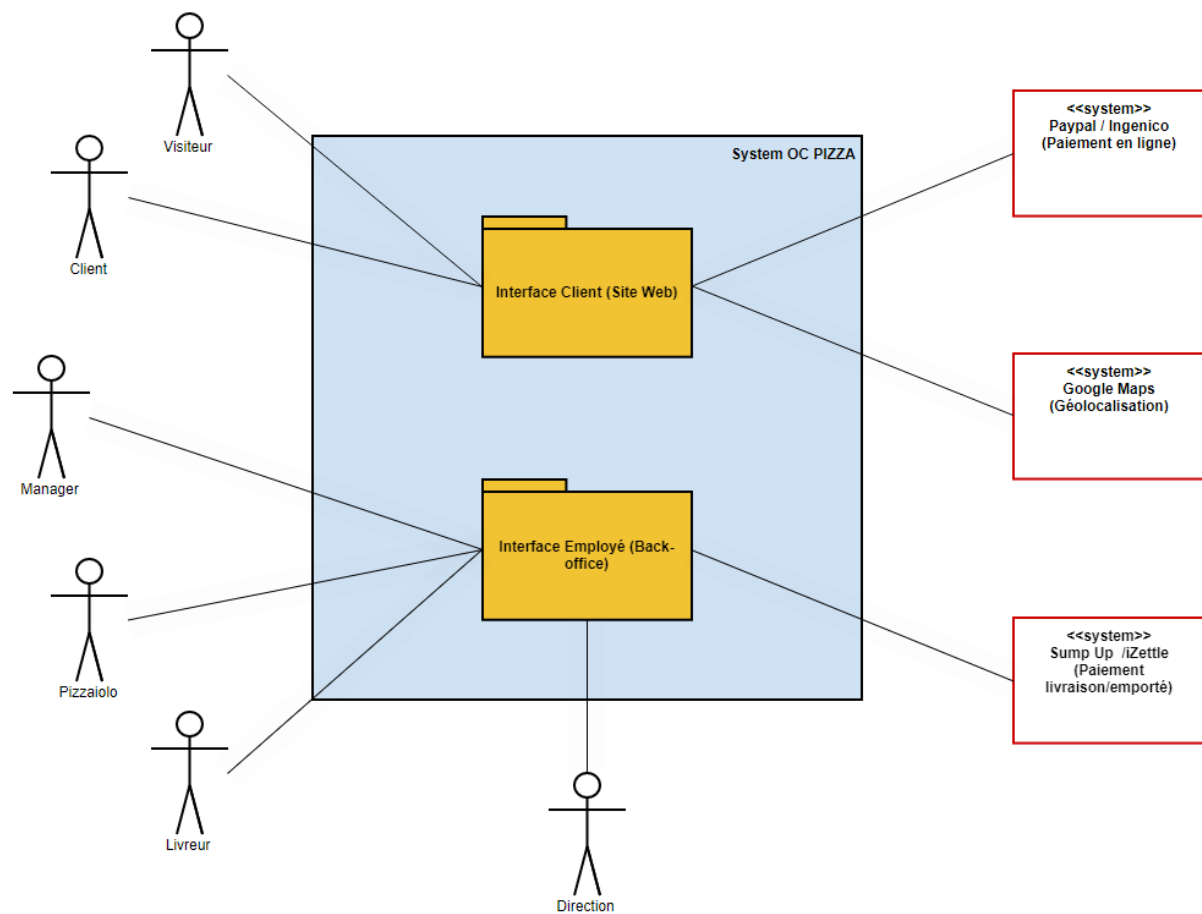 Visiteur
Client
Manager
Pizzaiolo
Livreur
Direction
System OC PIZZA
Interface Client (Site Web)
Interface Employé (Back-
office)
<<system>>
Paypal / Ingenico
(Paiement en ligne)
<<system>>
Google Maps
(Géolocalisation)
<<system>>
Sump Up /iZettle
(Paiement
livraison/emporté)